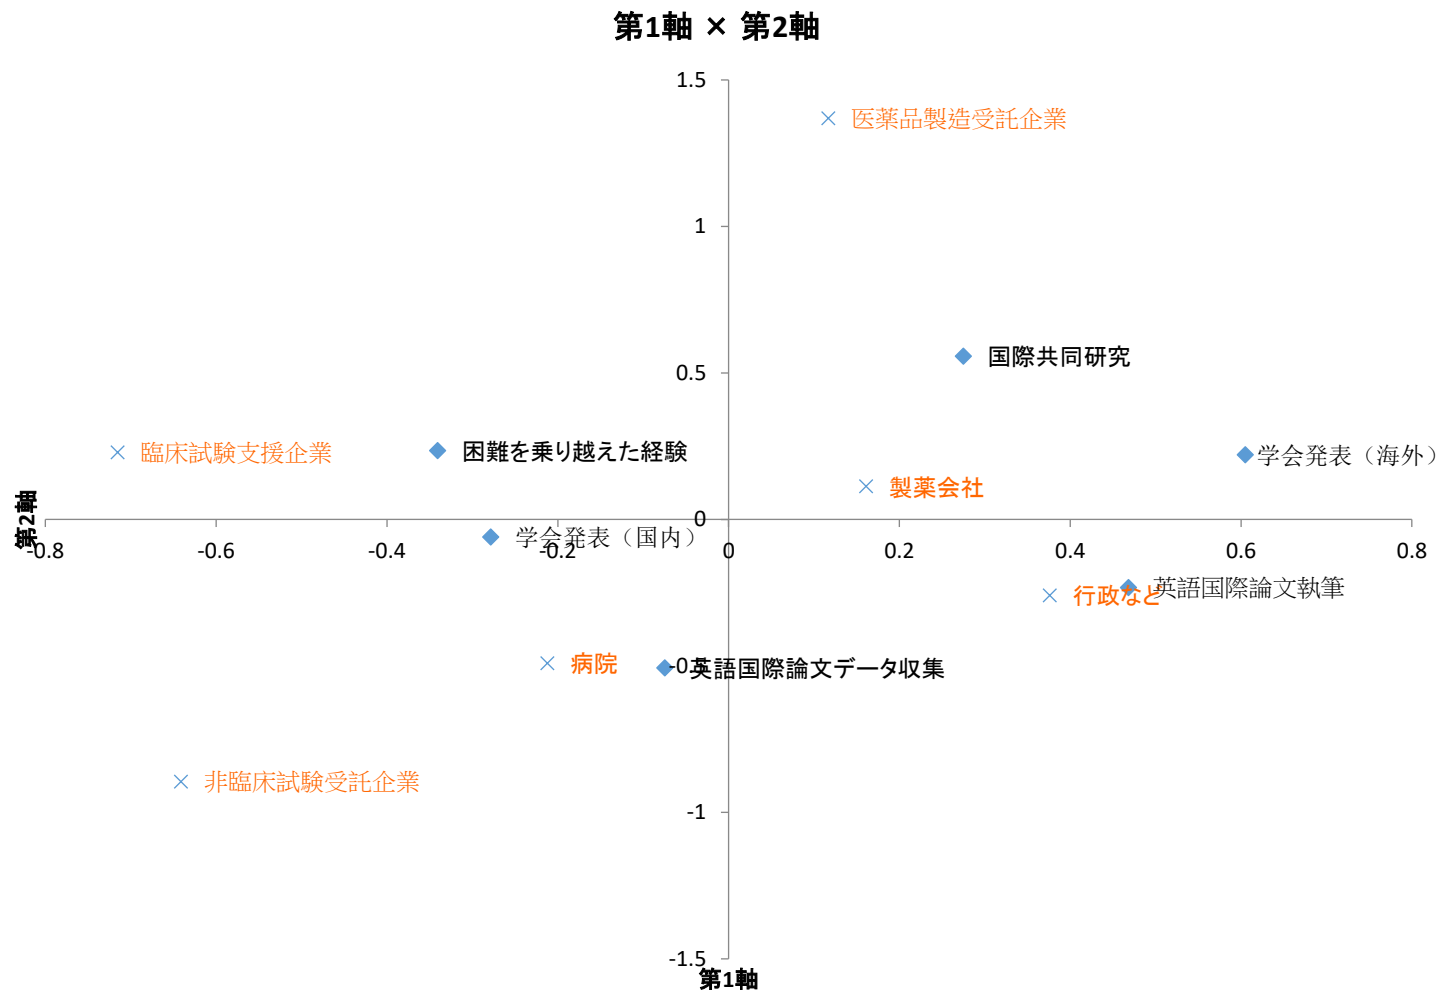 第1軸 × 第2軸
1.5
医薬品製造受託企業
1
国際共同研究
0.5
臨床試験支援企業
困難を乗り越えた経験
学会発表（海外）
製薬会社
第2軸
0
学会発表（国内）
-0.8
-0.6
-0.4
-0.2
0
0.2
0.4
0.6
0.8
行政など
英語国際論文執筆
病院
-0.5
英語国際論文データ収集
非臨床試験受託企業
-1
-1.5
第1軸